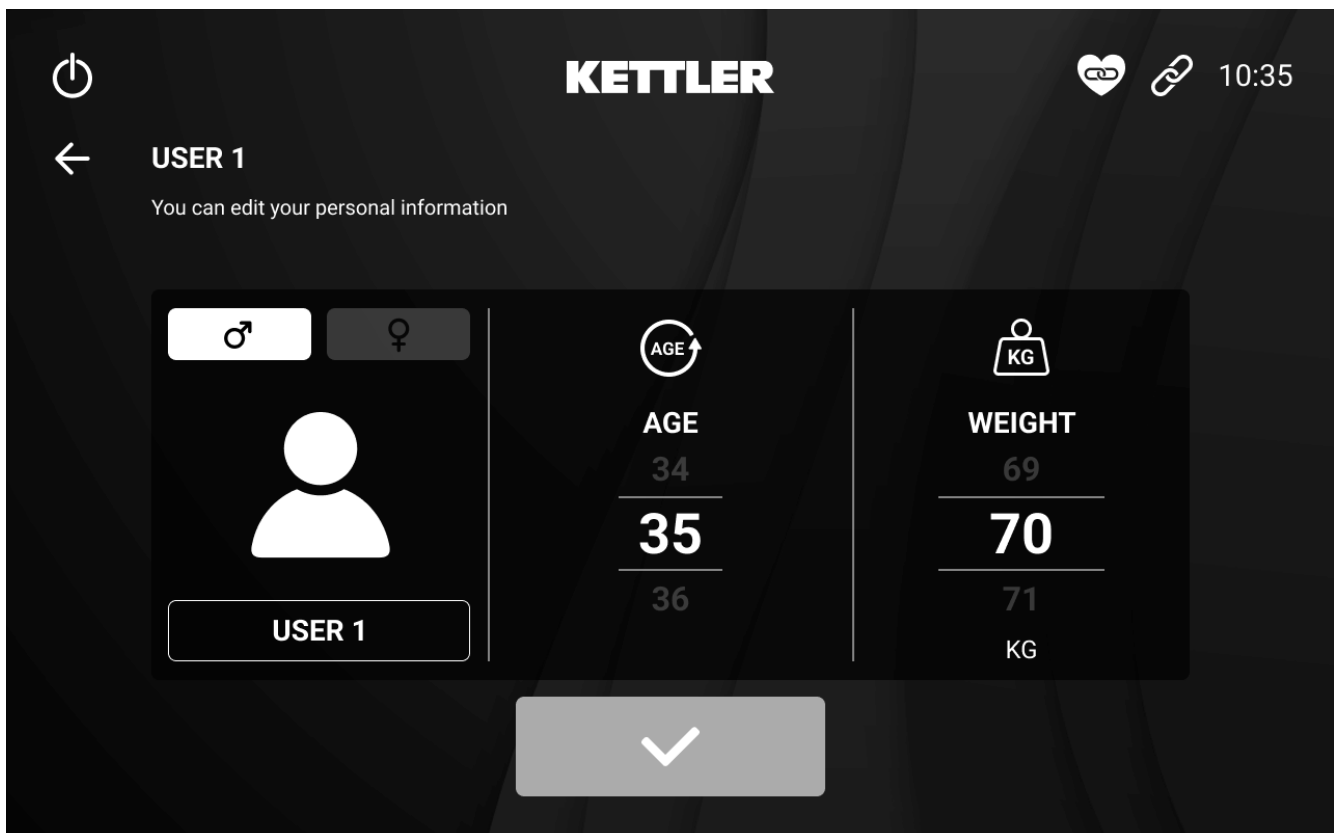 KETTLER
10:35
USER 1
You can edit your personal information
AGE
KG
AGE
WEIGHT
34
69
35
70
36
71
USER 1
KG